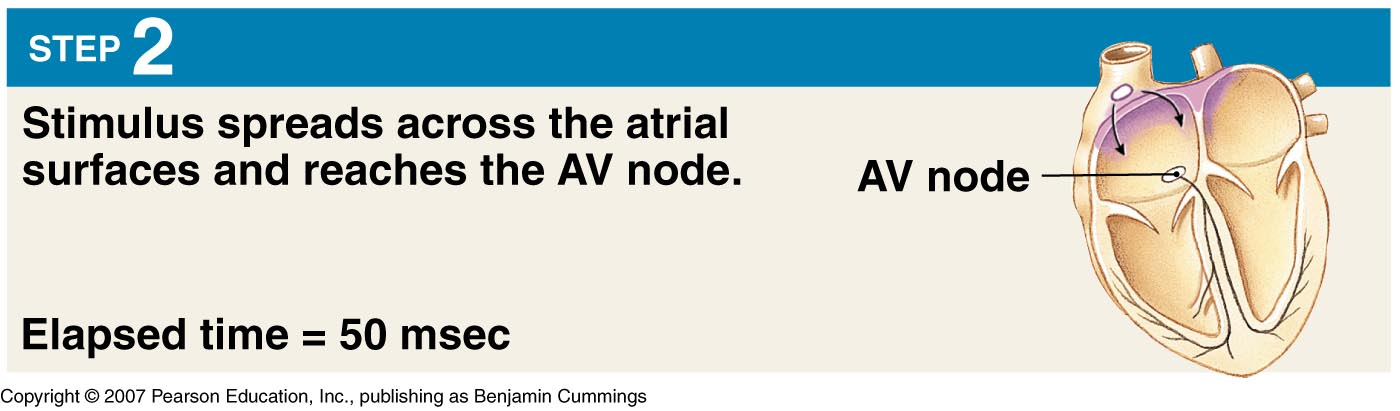 STEP 2
Stimulus spreads across the atrial
surfaces and reaches the AV node.
AV node
Elapsed time = 50 msec
Copyright © 2007 Pearson Education, Inc., publishing as Benjamin Cummings